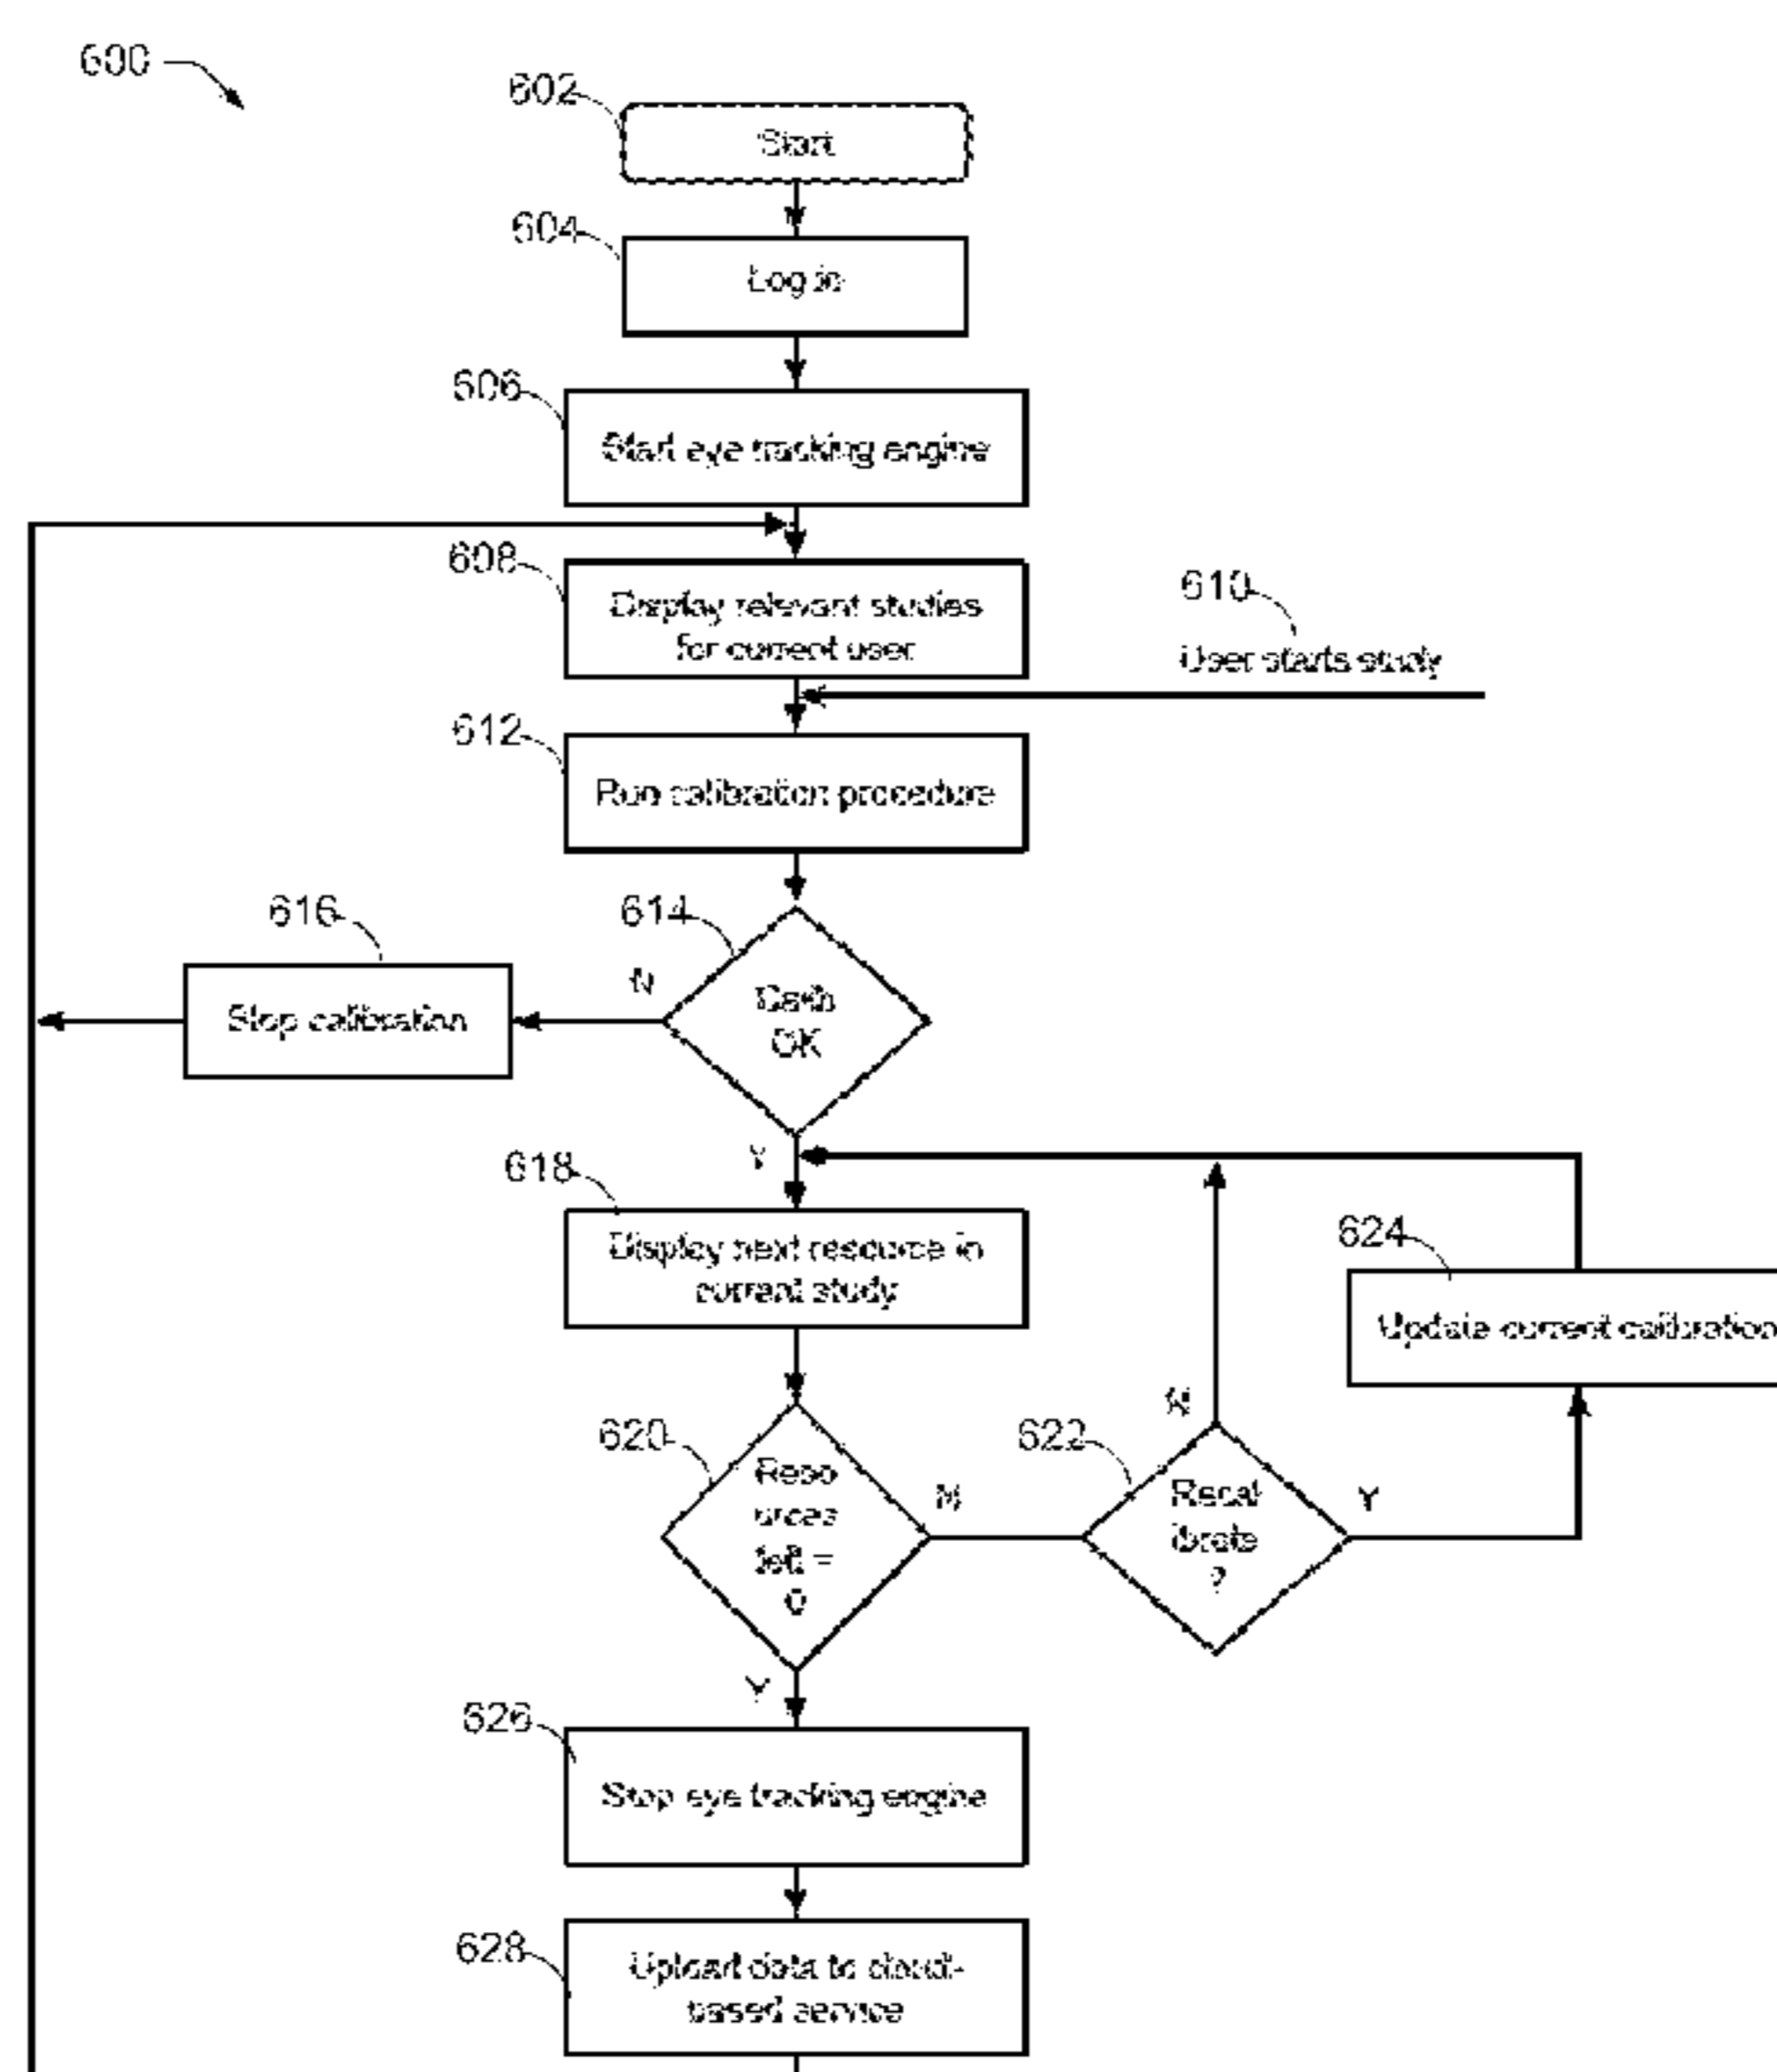 600
602
Start
604
Log in
606
Start eye tracking engine
608
Display relevant studies
for current user
610
User starts study
612
Run calibration procedure
614
616
N
OK
Stop calibration
Y
618
Display next resource in
current study
624
Update current calibration
N
620
622
Reso
urces
left =
0
N
Recal
ibrate
?
Y
Y
626
Stop eye tracking engine
628
Upload data to cloud-
based service